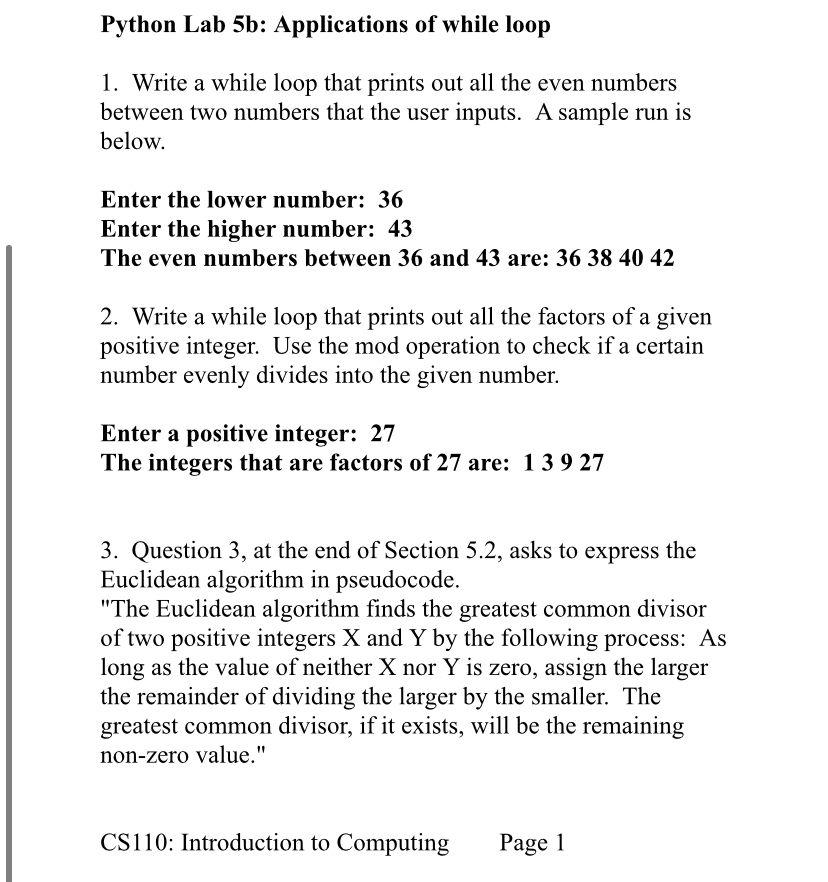 Python Lab 5b: Applications of while loop
1. Write a while loop that prints out all the even numbers
between two numbers that the user inputs. A sample run is
below.
Enter the lower number: 36
Enter the higher number: 43
The even numbers between 36 and 43 are: 36 38 40 42
2. Write a while loop that prints out all the factors of a given
positive integer. Use the mod operation to check if a certain
number evenly divides into the given number.
Enter a positive integer: 27
The integers that are factors of 27 are: 1 3 9 27
3. Question 3, at the end of Section 5.2, asks to express the
Euclidean algorithm in pseudocode.
"The Euclidean algorithm finds the greatest common divisor
of two positive integers X and Y by the following process: As
long as the value of neither X nor Y is zero, assign the larger
the remainder of dividing the larger by the smaller. The
greatest common divisor, if it exists, will be the remaining
non-zero value."
CS110: Introduction to Computing Page 1